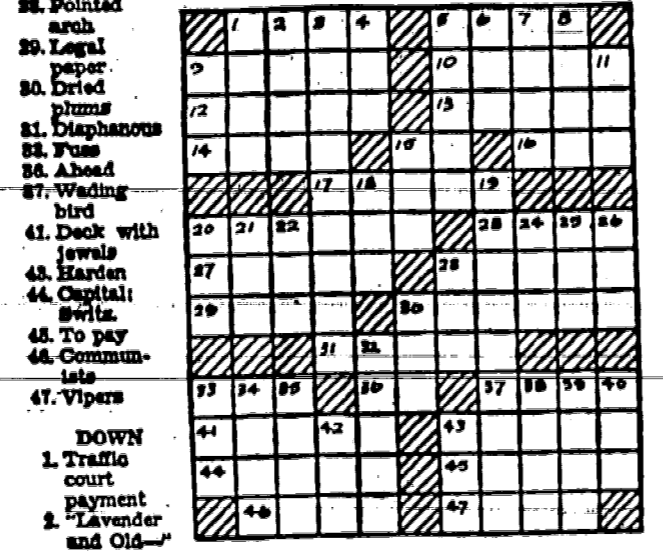 28. Pointed
arch
29. Legal
paper.
30. Dried
plums
31. Diaphanous
33. Fuss
36. Ahead
37. Wading
bird
41. Deck with
jewels
43. Harden
44. Capital:
Switz.
45. To pay
46. Commun-
ists
47. Vipers
DOWN
1. Traffic
court
payment
2. "Lavender
and Old—"
1 2 3 4 5 6 7 8
9 10 11
12 13
14 15 16
17 18 19
20 21 22 23 24 25 26
27 28
29 30
31 32
33 34 35 36 37 38 39 40
41 42 43
44 45
46 47